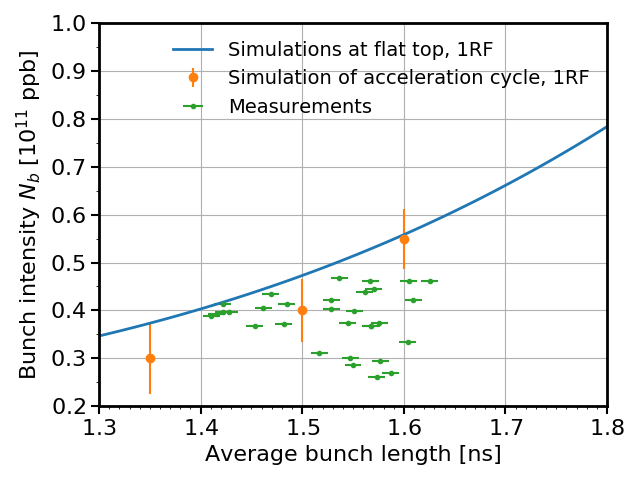 Bunch intensity N_b [10^11 ppb]
1.0
0.9
0.8
0.7
0.6
0.5
0.4
0.3
0.2
Simulations at flat top, 1RF
Simulation of acceleration cycle, 1RF
Measurements
1.3 1.4 1.5 1.6 1.7 1.8
Average bunch length [ns]